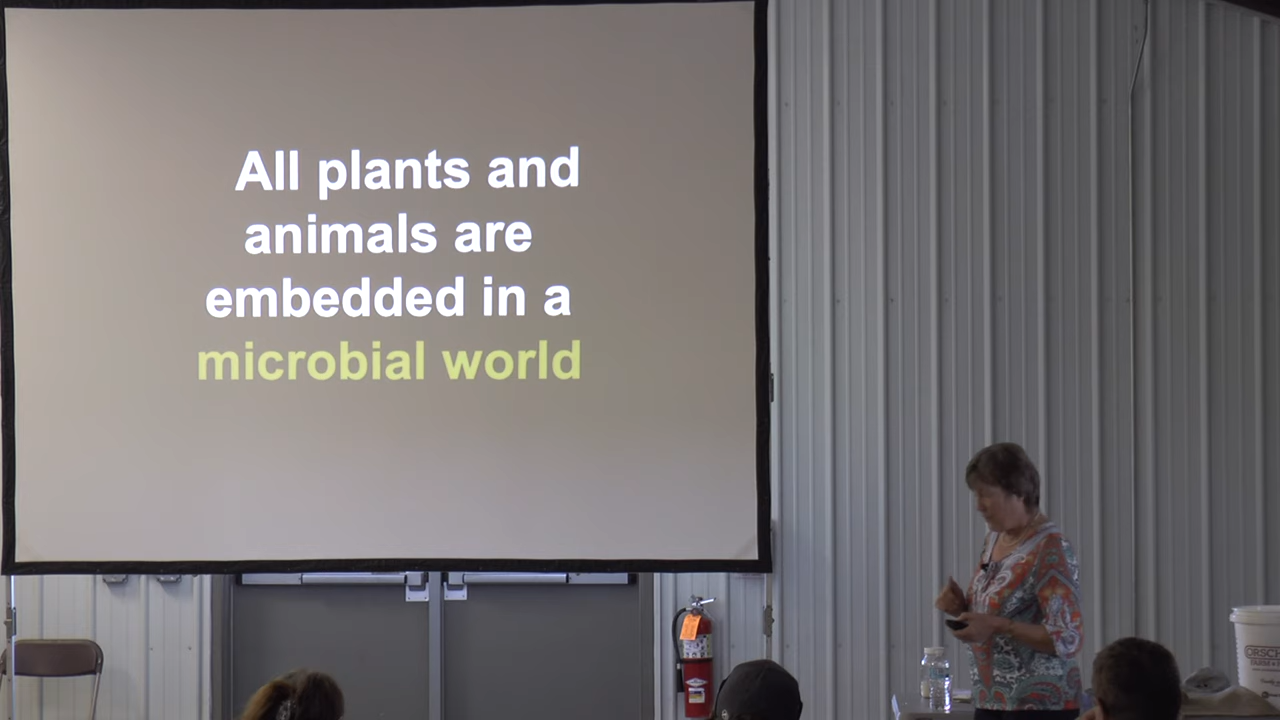 All plants and
animals are
embedded in a
microbial world